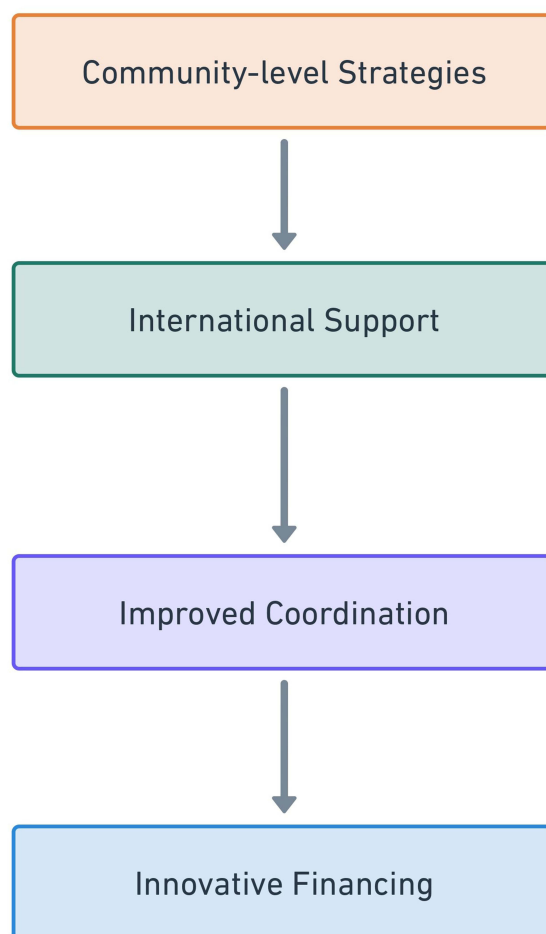 Community-level Strategies
International Support
Improved Coordination
Innovative Financing